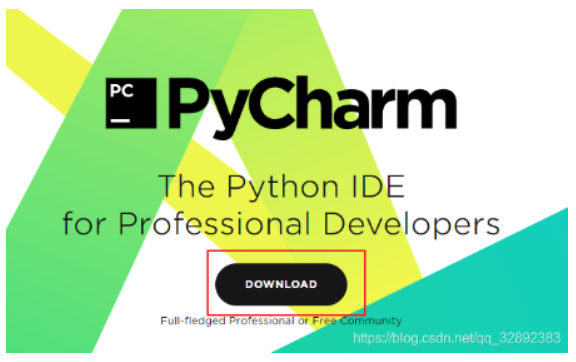 PC
PyCharm
The Python IDE
for Professional Developers
DOWNLOAD
Full-fledged Professional or Free Community
https://blog.csdn.net/qq_32892383